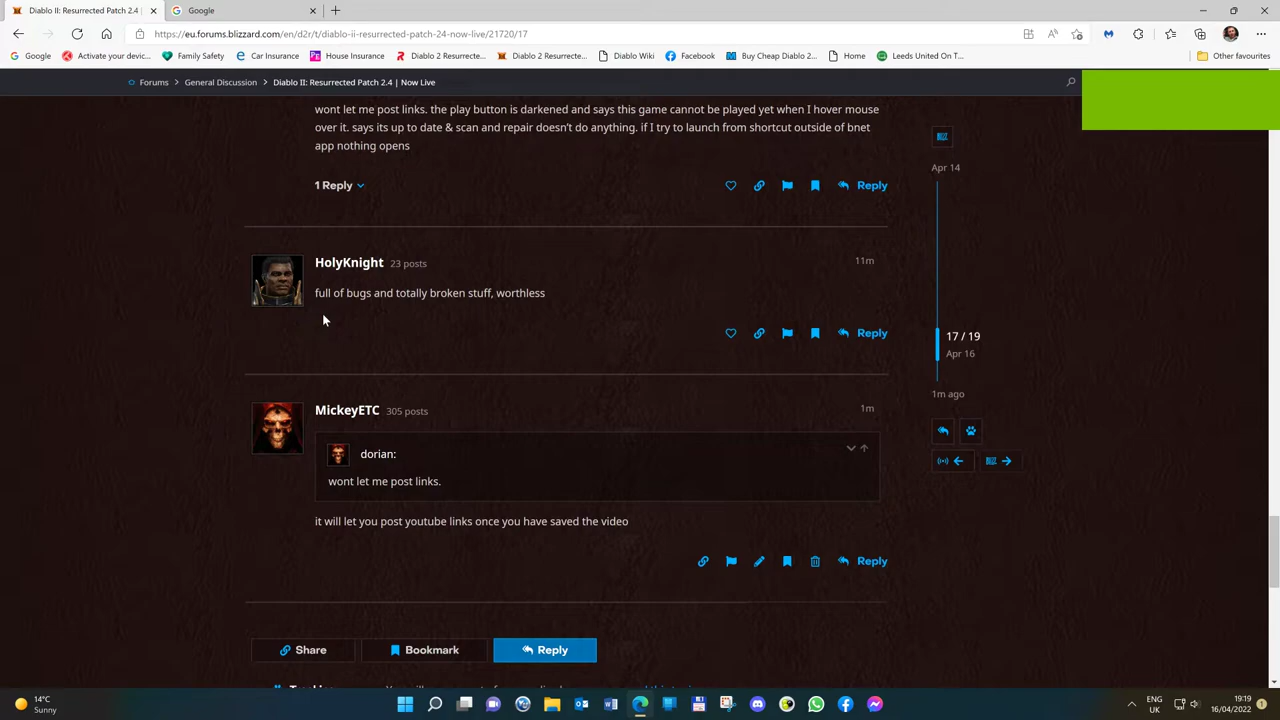 Diablo II: Resurrected Patch 2.4 |
Google
https://eu.forums.blizzard.com/en/d2r/t/diablo-ii-resurrected-patch-24-now-live/21720/17
Google
Activate your devic...
Family Safety
Car Insurance
House Insurance
Diablo 2 Resurrecte...
Diablo 2 Resurrecte...
Diablo Wiki
Buy Cheap Diablo 2...
Facebook
Home
Leeds United On T...
Other favourites
Forums > General Discussion > Diablo II: Resurrected Patch 2.4 | Now Live
wont let me post links. the play button is darkened and says this game cannot be played yet when I hover mouse
over it. says its up to date & scan and repair doesn't do anything. if I try to launch from shortcut outside of bnet
app nothing opens
1 Reply
Reply
HolyKnight 23 posts
11m
full of bugs and totally broken stuff, worthless
Reply
MickeyETC 305 posts
1m
dorian:
wont let me post links.
it will let you post youtube links once you have saved the video
Reply
Share
Bookmark
Reply
Apr 14
17 / 19
Apr 16
1m ago
14°C
Sunny
ENG
UK
19:19
16/04/2022